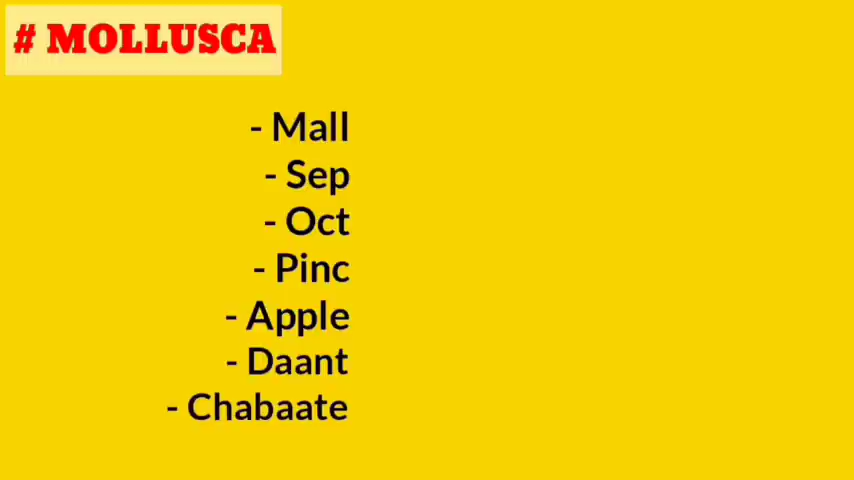 # MOLLUSCA
- Mall
- Sep
- Oct
- Pinc
- Apple
- Daant
- Chabaate